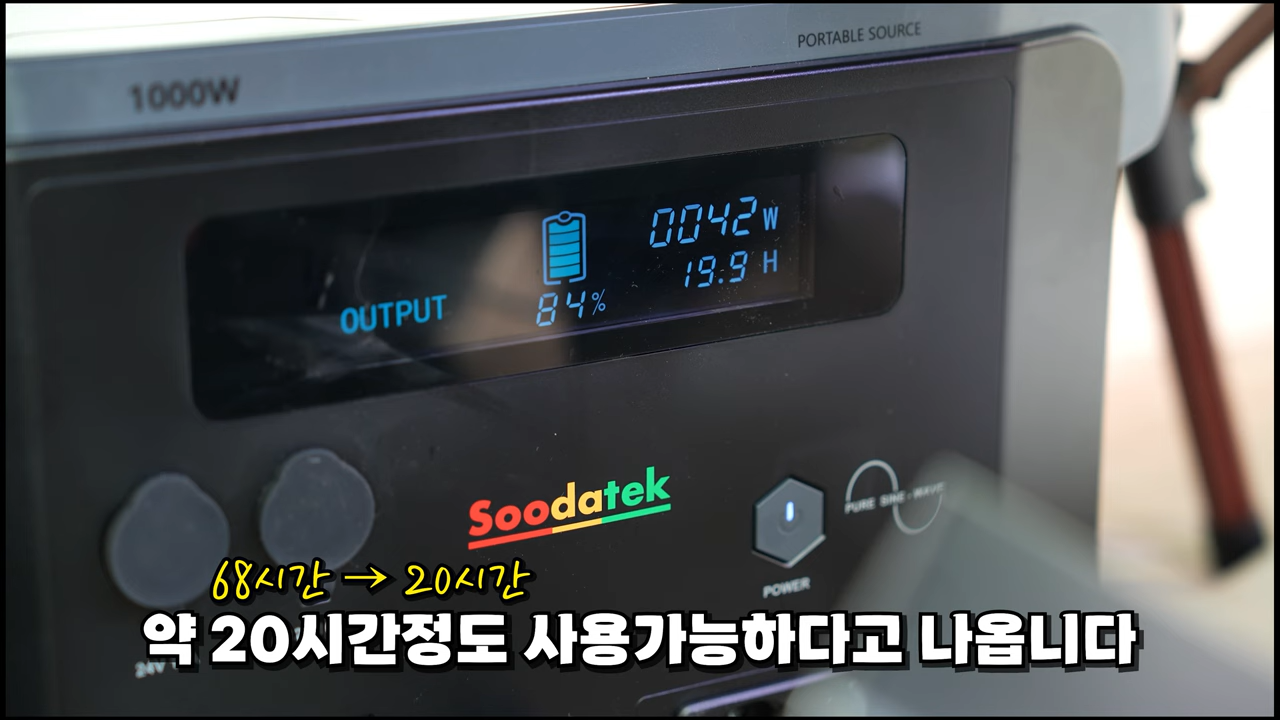 PORTABLE SOURCE
1000W
0042W
19.9 H
84%
OUTPUT
Soodatek
PURE SINE-WAVE
POWER
68시간 → 20시간
약 20시간정도 사용가능하다고 나옵니다
24V